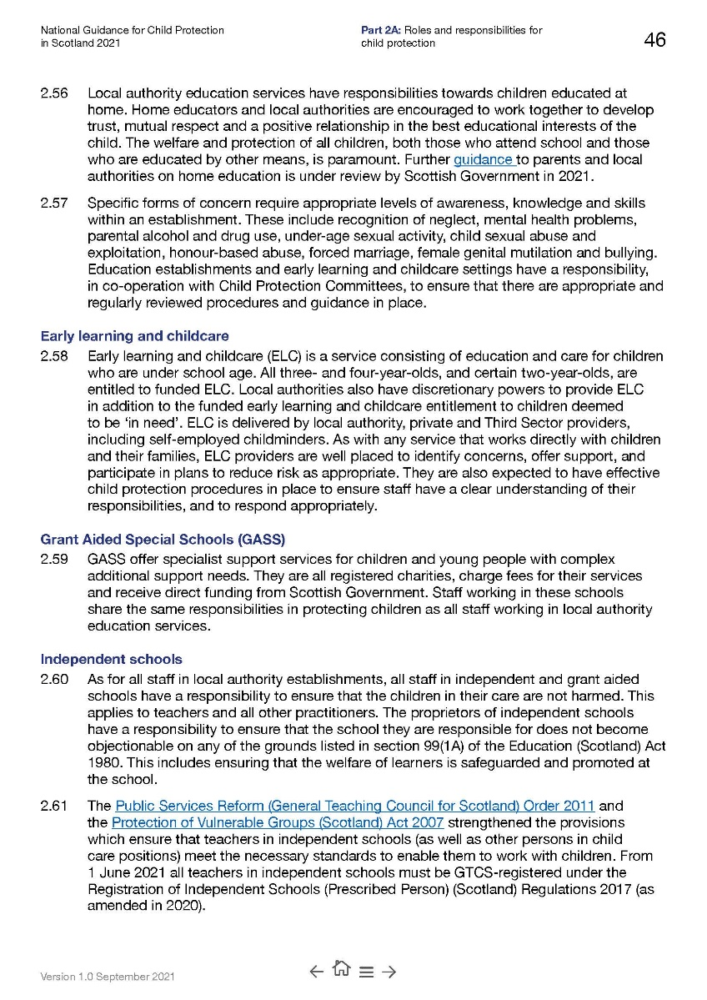 National Guidance for Child Protection
in Scotland 2021
Part 2A: Roles and responsibilities for
child protection
46
2.56 Local authority education services have responsibilities towards children educated at
home. Home educators and local authorities are encouraged to work together to develop
trust, mutual respect and a positive relationship in the best educational interests of the
child. The welfare and protection of all children, both those who attend school and those
who are educated by other means, is paramount. Further guidance to parents and local
authorities on home education is under review by Scottish Government in 2021.
2.57 Specific forms of concern require appropriate levels of awareness, knowledge and skills
within an establishment. These include recognition of neglect, mental health problems,
parental alcohol and drug use, under-age sexual activity, child sexual abuse and
exploitation, honour-based abuse, forced marriage, female genital mutilation and bullying.
Education establishments and early learning and childcare settings have a responsibility,
in co-operation with Child Protection Committees, to ensure that there are appropriate and
regularly reviewed procedures and guidance in place.
Early learning and childcare
2.58 Early learning and childcare (ELC) is a service consisting of education and care for children
who are under school age. All three- and four-year-olds, and certain two-year-olds, are
entitled to funded ELC. Local authorities also have discretionary powers to provide ELC
in addition to the funded early learning and childcare entitlement to children deemed
to be ‘in need’. ELC is delivered by local authority, private and Third Sector providers,
including self-employed childminders. As with any service that works directly with children
and their families, ELC providers are well placed to identify concerns, offer support, and
participate in plans to reduce risk as appropriate. They are also expected to have effective
child protection procedures in place to ensure staff have a clear understanding of their
responsibilities, and to respond appropriately.
Grant Aided Special Schools (GASS)
2.59 GASS offer specialist support services for children and young people with complex
additional support needs. They are all registered charities, charge fees for their services
and receive direct funding from Scottish Government. Staff working in these schools
share the same responsibilities in protecting children as all staff working in local authority
education services.
Independent schools
2.60 As for all staff in local authority establishments, all staff in independent and grant aided
schools have a responsibility to ensure that the children in their care are not harmed. This
applies to teachers and all other practitioners. The proprietors of independent schools
have a responsibility to ensure that the school they are responsible for does not become
objectionable on any of the grounds listed in section 99(1A) of the Education (Scotland) Act
1980. This includes ensuring that the welfare of learners is safeguarded and promoted at
the school.
2.61 The Public Services Reform (General Teaching Council for Scotland) Order 2011 and
the Protection of Vulnerable Groups (Scotland) Act 2007 strengthened the provisions
which ensure that teachers in independent schools (as well as other persons in child
care positions) meet the necessary standards to enable them to work with children. From
1 June 2021 all teachers in independent schools must be GTCS-registered under the
Registration of Independent Schools (Prescribed Person) (Scotland) Regulations 2017 (as
amended in 2020).
Version 1.0 September 2021